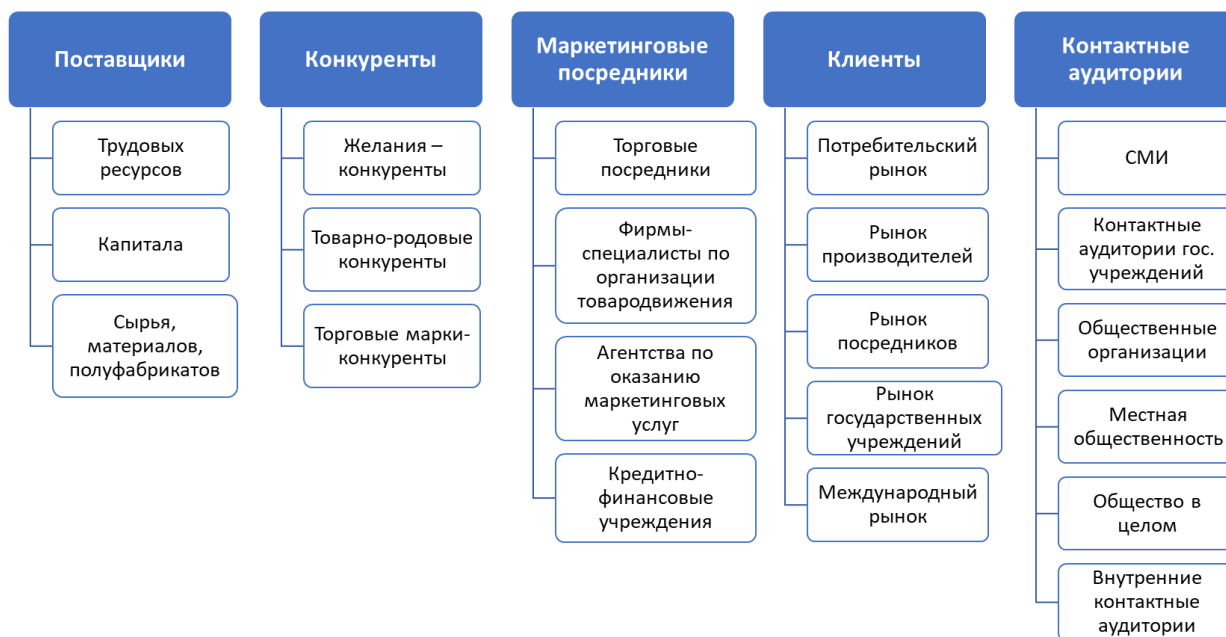 Поставщики
Трудовых
ресурсов
Капитала
Сырья,
материалов,
полуфабрикатов
Конкуренты
Желания –
конкуренты
Товарно-родовые
конкуренты
Торговые марки-
конкуренты
Маркетинговые
посредники
Торговые
посредники
Фирмы-
специалисты по
организации
товародвижения
Агентства по
оказанию
маркетинговых
услуг
Кредитно-
финансовые
учреждения
Клиенты
Потребительский
рынок
Рынок
производителей
Рынок
посредников
Рынок
государственных
учреждений
Международный
рынок
Контактные
аудитории
СМИ
Контактные
аудитории гос.
учреждений
Общественные
организации
Местная
общественность
Общество в
целом
Внутренние
контактные
аудитории